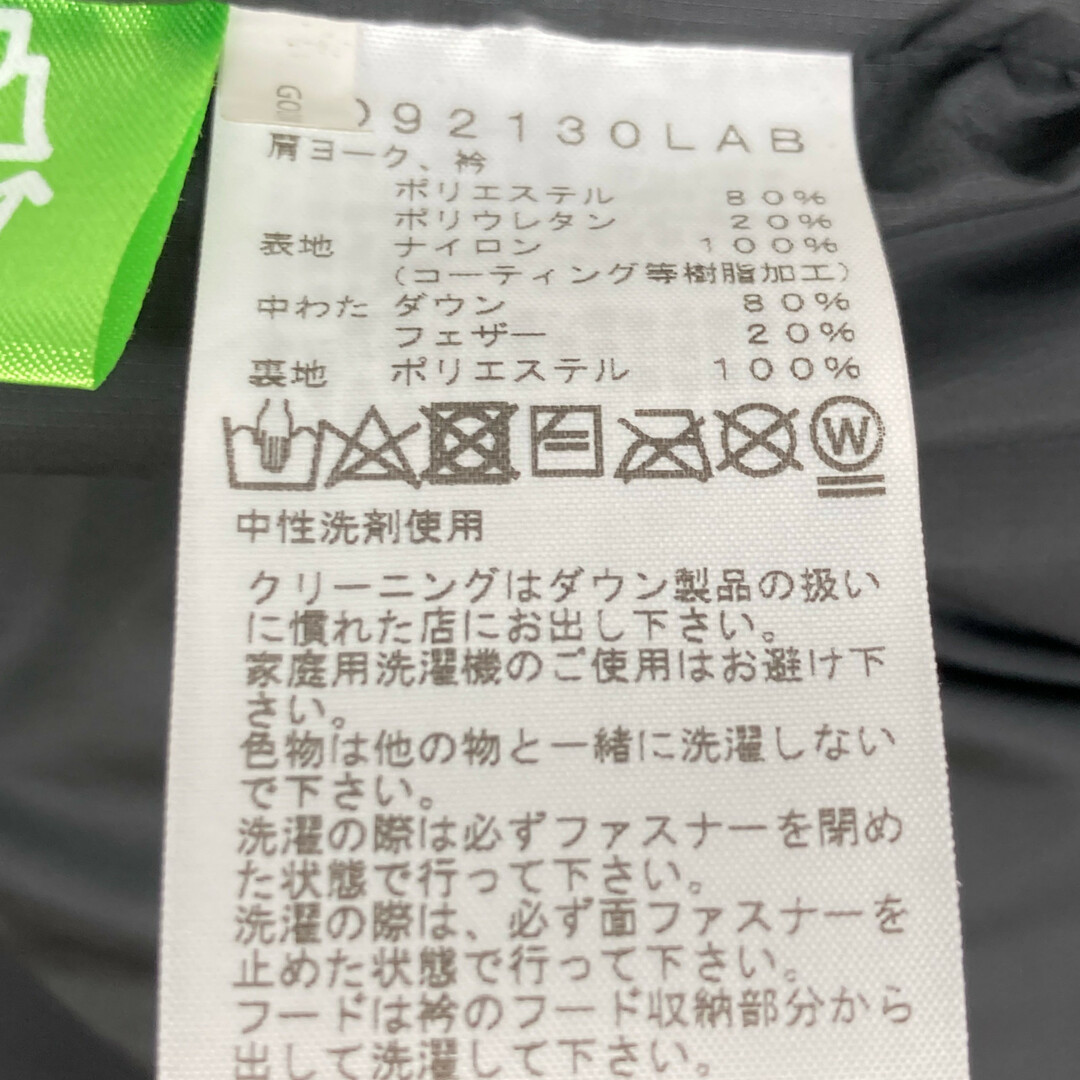 092130LAB
肩ヨーク、衿
ポリエステル 80%
ポリウレタン 20%
表地 ナイロン 100%
(コーティング等樹脂加工)
中わた ダウン 80%
フェザー 20%
裏地 ポリエステル 100%
W
中性洗剤使用
クリーニングはダウン製品の扱い
に慣れた店にお出し下さい。
家庭用洗濯機のご使用はお避け下
さい。
色物は他の物と一緒に洗濯しない
で下さい。
洗濯の際は必ずファスナーを閉め
た状態で行って下さい。
洗濯の際は、必ず面ファスナーを
止めた状態で行って下さい。
フードは衿のフード収納部分から
出して洗濯して下さい。